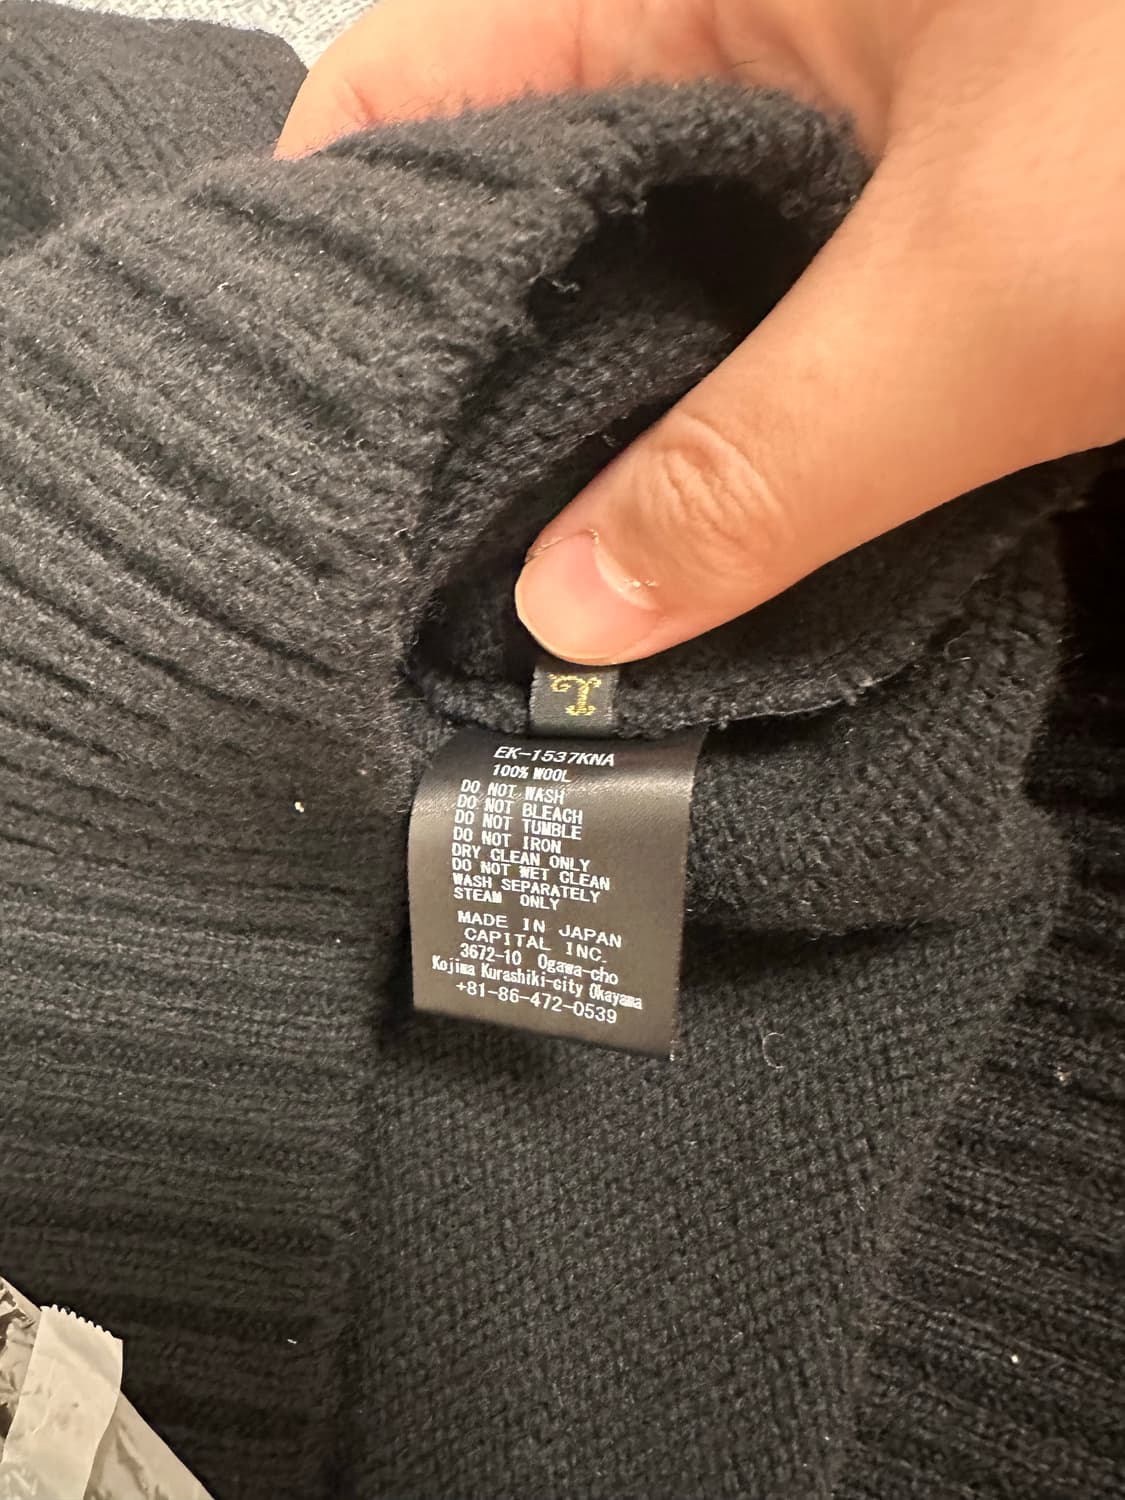 EK-1537KNA
100% WOOL
DO NOT WASH
DO NOT BLEACH
DO NOT TUMBLE
DO NOT IRON
DRY CLEAN ONLY
DO NOT WET CLEAN
WASH SEPARATELY
STEAM ONLY
MADE IN JAPAN
CAPITAL INC.
3672-10 Ogawa-cho
Kojima Kurashiki-city Okayama
+81-86-472-0539